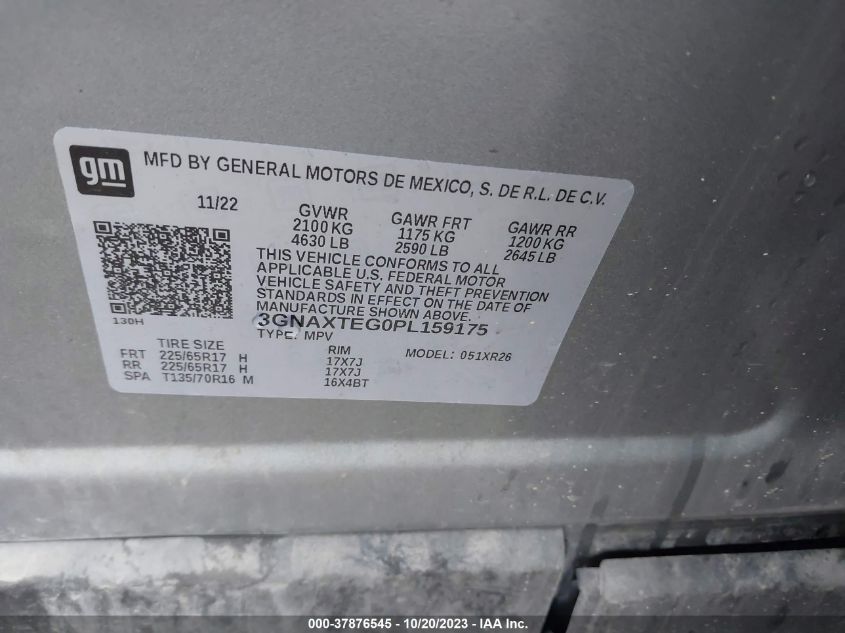 gm
MFD BY GENERAL MOTORS DE MEXICO, S. DE R.L. DE C.V.
11/22
GVWR GAWR FRT GAWR RR
2100 KG 1175 KG 1200 KG
4630 LB 2590 LB 2645 LB
THIS VEHICLE CONFORMS TO ALL
APPLICABLE U.S. FEDERAL MOTOR
VEHICLE SAFETY AND THEFT PREVENTION
STANDARDS IN EFFECT ON THE DATE OF
MANUFACTURE SHOWN ABOVE.
130H
3GNAXTEG0PL159175
TYPE: MPV
TIRE SIZE RIM MODEL: 051XR26
FRT 225/65R17 H 17X7J
RR 225/65R17 H 17X7J
SPA T135/70R16 M 16X4BT
000-37876545 / 10/20/2023 - IAA Inc.